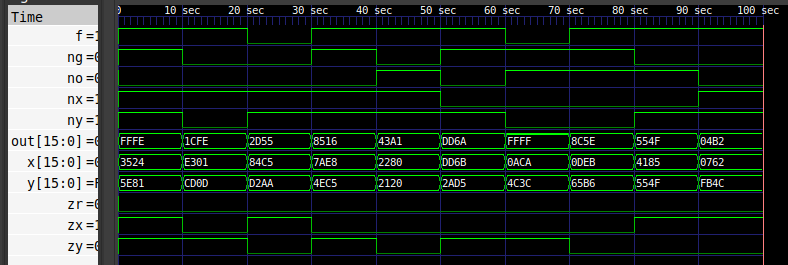 Time
0 10 sec 20 sec 30 sec 40 sec 50 sec 60 sec 70 sec 80 sec 90 sec 100 sec
f=1
ng=0
no=0
nx=1
ny=1
out[15:0]=0 FFFE 1CFE 2D55 8516 43A1 DD6A FFFF 8C5E 554F 04B2
x[15:0]=0 3524 E301 84C5 7AE8 2280 DD6B 0ACA 0DEB 4185 0762
y[15:0]=F 5E81 CD0D D2AA 4EC5 2120 2AD5 4C3C 65B6 554F FB4C
zr=0
zx=1
zy=0